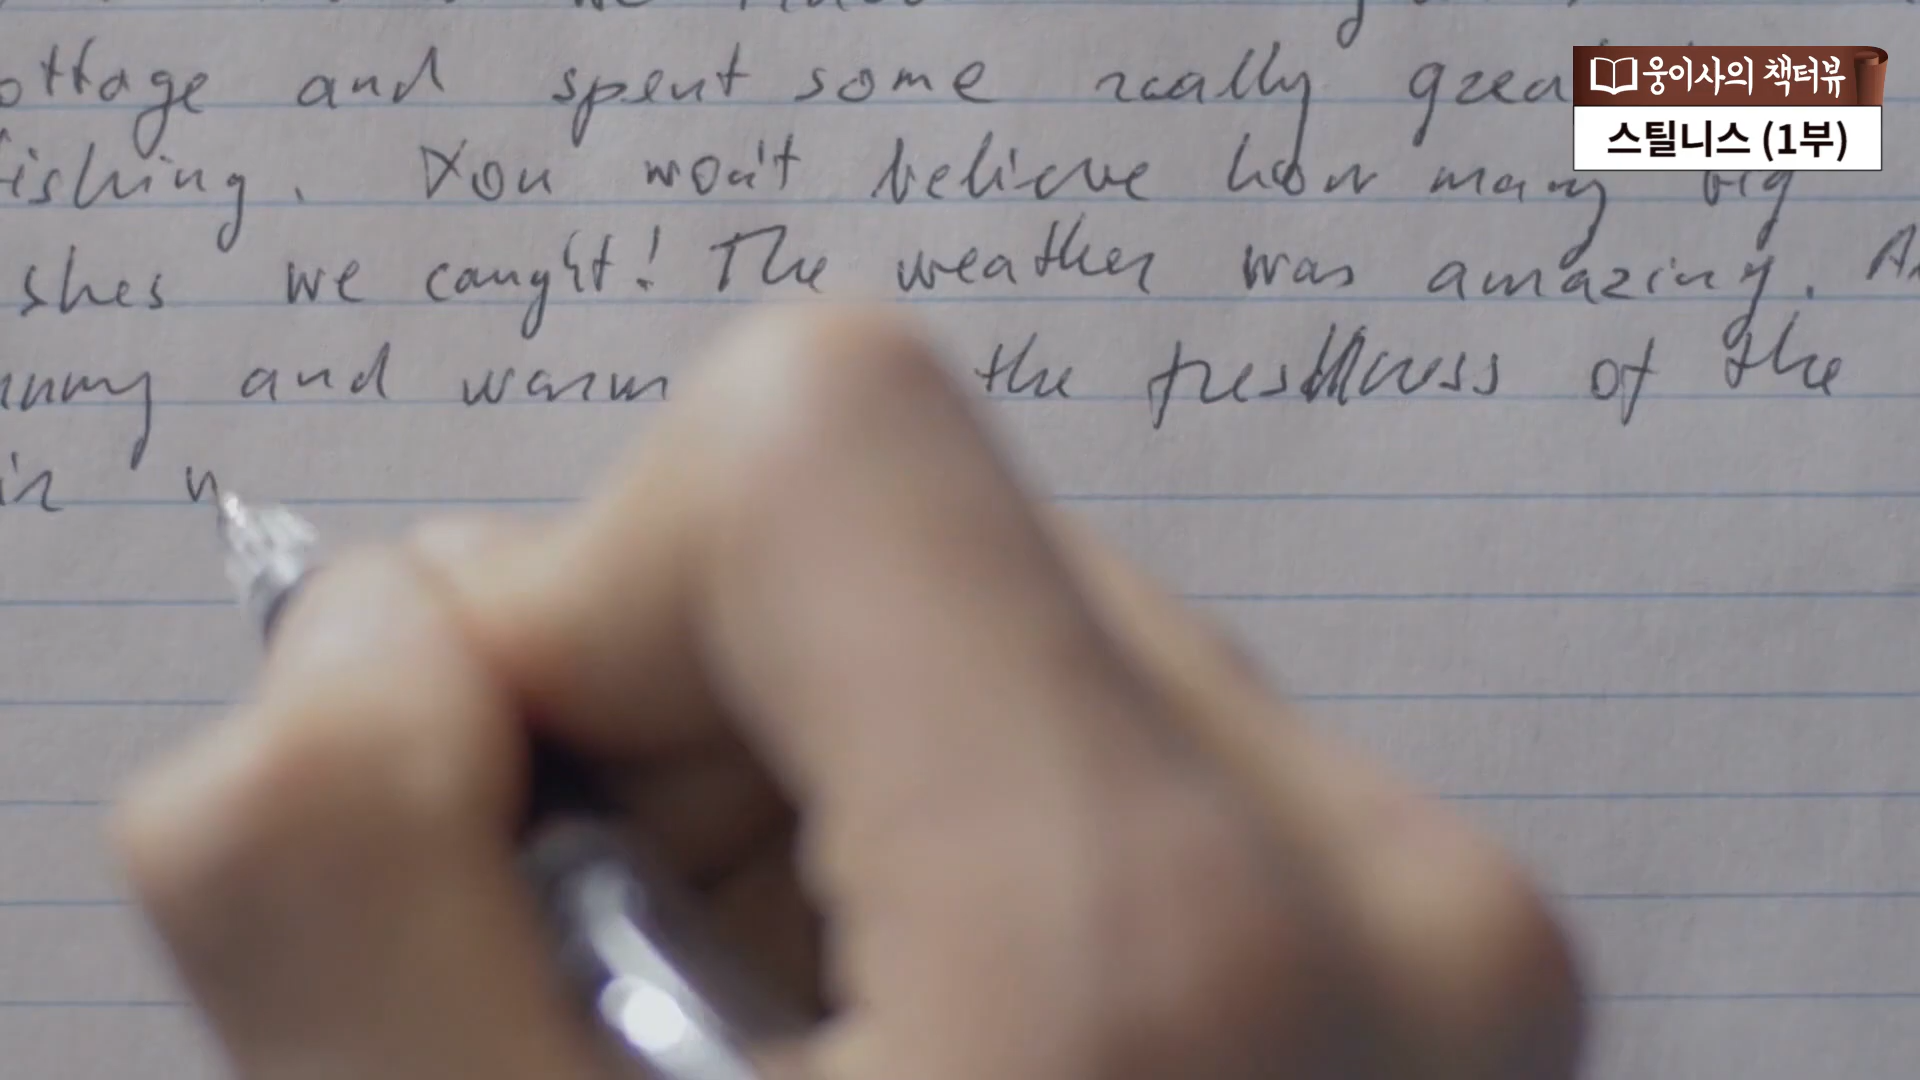 웅이사의 책터뷰
스틸니스 (1부)
ottage and spent some really grea
ishing. You won't believe how many big
shes we caught! The weather was amazing. A
unny and warm the freshness of the
ir